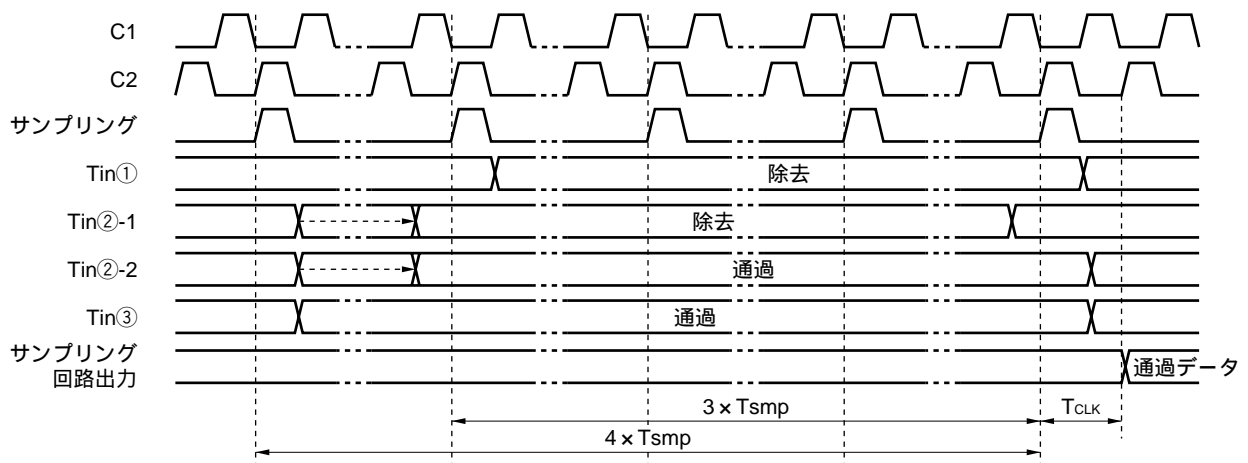 C1
C2
サンプリング
Tin①
除去
Tin②-1
除去
Tin②-2
通過
Tin③
通過
サンプリング
回路出力
通過データ
3 × Tsmp
TCLK
4 × Tsmp